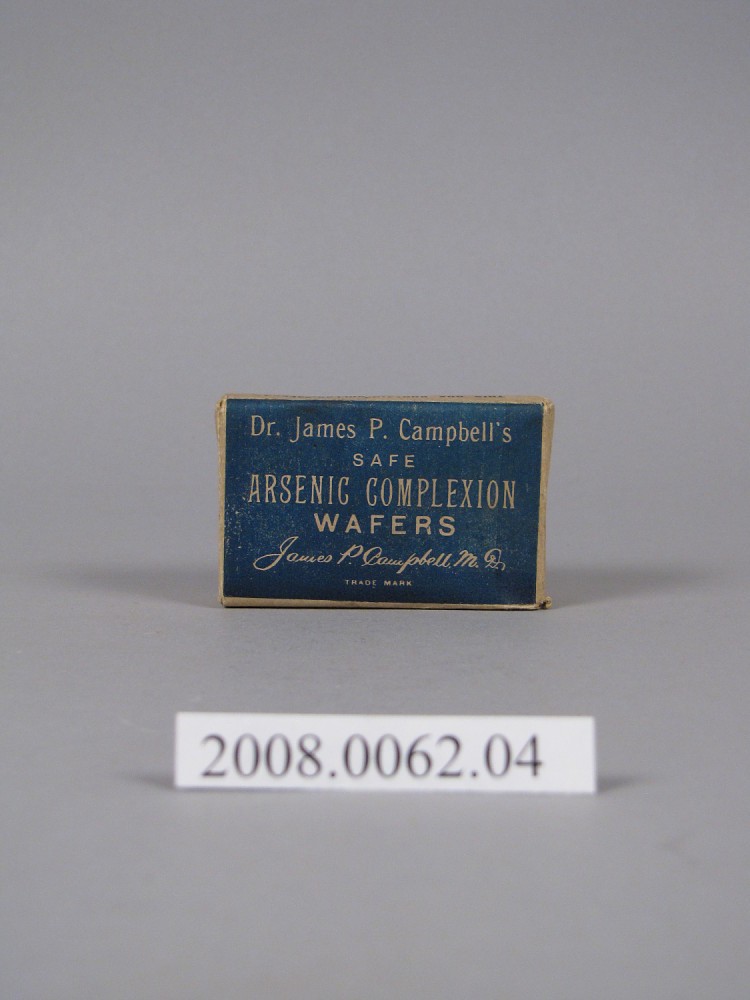 Dr. James P. Campbell's
SAFE
ARSENIC COMPLEXION
WAFERS
James P. Campbell, M. D.
TRADE MARK
2008.0062.04